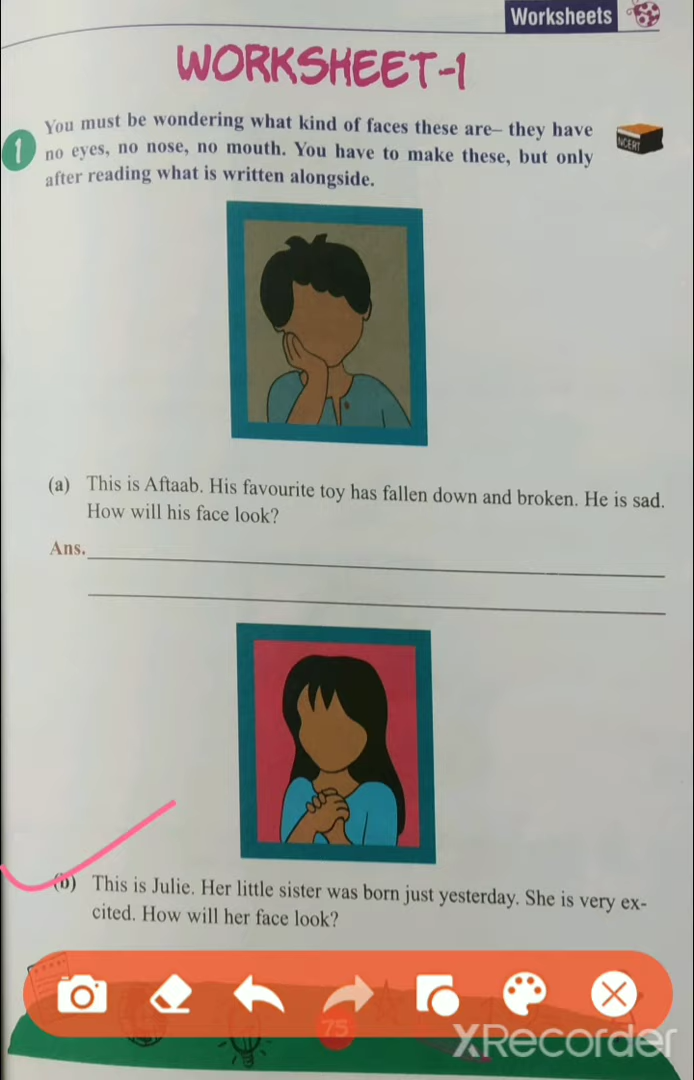 Worksheets
WORKSHEET-1
1
You must be wondering what kind of faces these are– they have
no eyes, no nose, no mouth. You have to make these, but only
after reading what is written alongside.
NCERT
(a) This is Aftaab. His favourite toy has fallen down and broken. He is sad.
How will his face look?
Ans.
(b) This is Julie. Her little sister was born just yesterday. She is very ex-
cited. How will her face look?
75
XRecorder